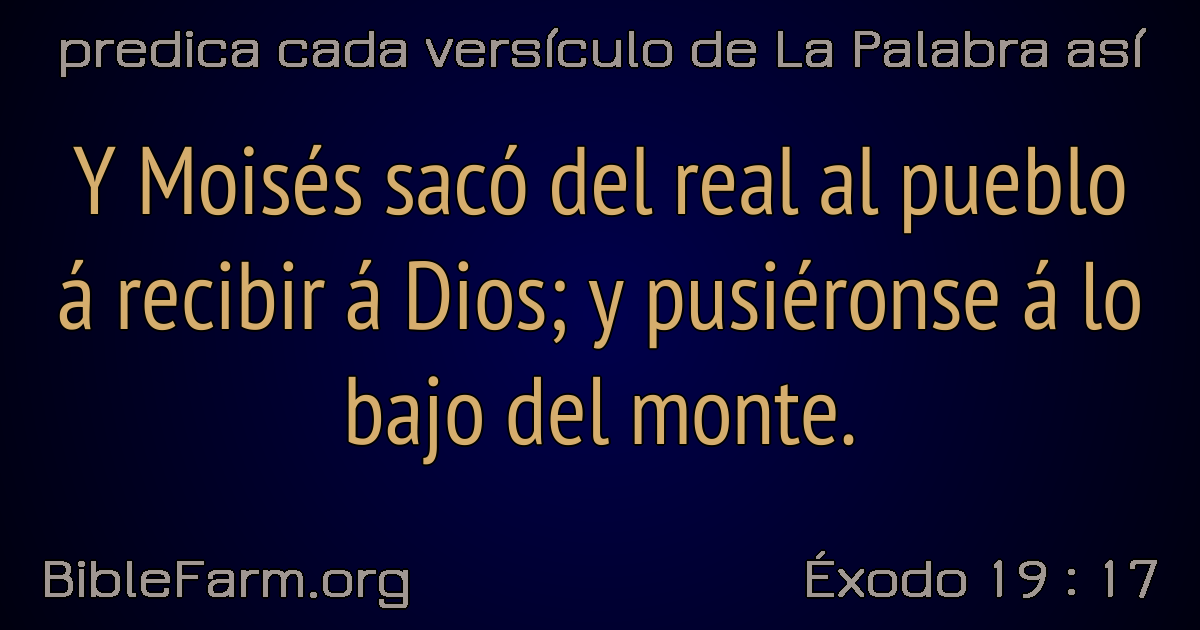 predica cada versículo de La Palabra así
Y Moisés sacó del real al pueblo
á recibir á Dios; y pusiéronse á lo
bajo del monte.
BibleFarm.org
Éxodo 19 : 17